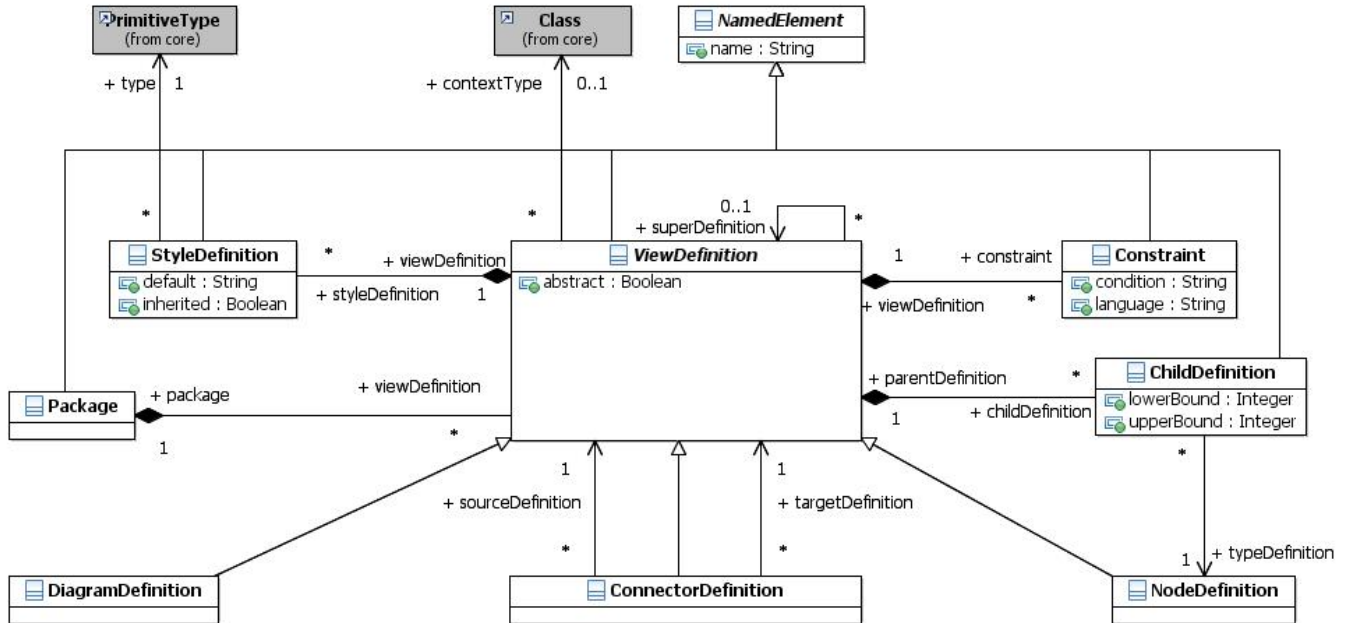 PrimitiveType
(from core)
Class
(from core)
NamedElement
name : String
+ type 1
+ contextType 0..1
* * 0..1 *
+ superDefinition
StyleDefinition
default : String
inherited : Boolean
*
+ viewDefinition
+ styleDefinition 1
ViewDefinition
abstract : Boolean
1 + constraint
+ viewDefinition *
Constraint
condition : String
language : String
Package
+ package
1
+ viewDefinition
*
+ parentDefinition *
1 + childDefinition
ChildDefinition
lowerBound : Integer
upperBound : Integer
*
1 1
+ sourceDefinition + targetDefinition
* *
1 + typeDefinition
DiagramDefinition
ConnectorDefinition
NodeDefinition